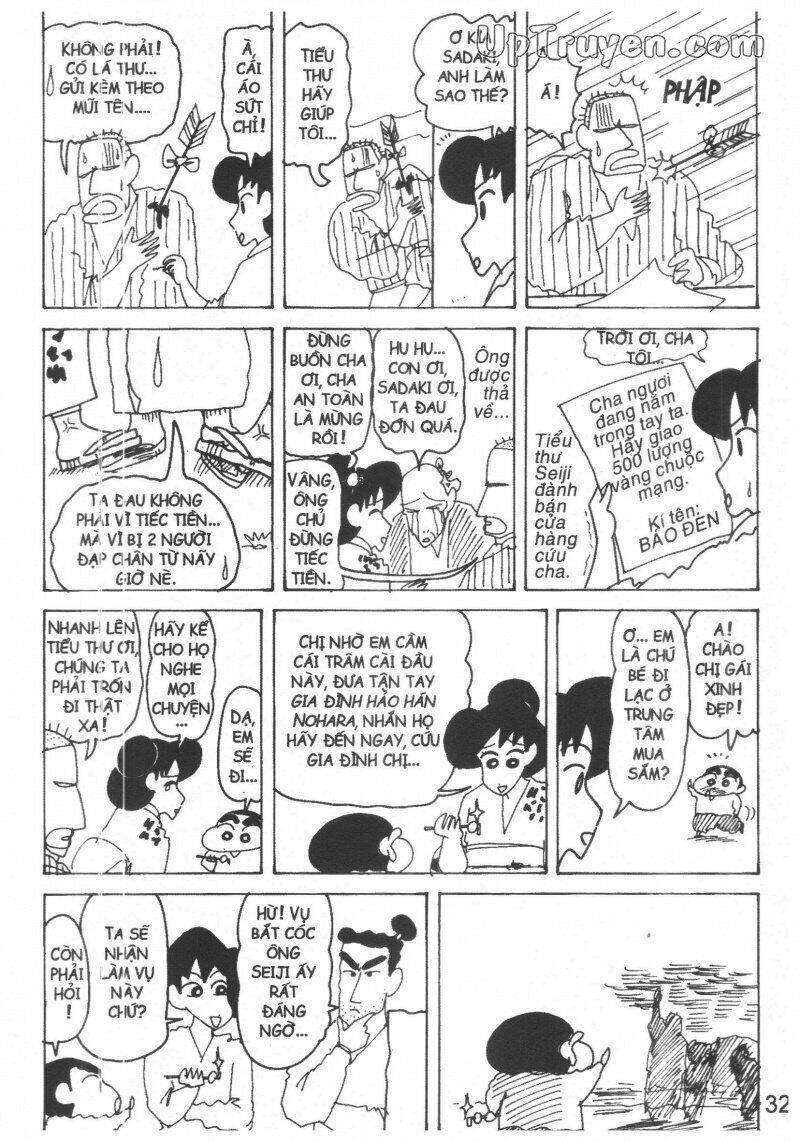 UpTruyen.com
Á!
PHẬP
Ơ KÌA
SADAKI,
ANH LÀM
SAO THẾ?
TIỂU
THƯ
HÃY
GIÚP
TÔI...
À,
CÁI
ÁO
SỨT
CHỈ!
KHÔNG PHẢI!
CÓ LÁ THƯ...
GỬI KÈM THEO
MŨI TÊN....
TRỜI ƠI, CHA
TÔI...
Cha ngươi
đang nằm
trong tay ta.
Hãy giao
500 lượng
vàng chuộc
mạng.
Kí tên:
BÁO ĐEN
Tiểu
thư
Seiji
đành
bán
cửa
hàng
cứu
cha.
Ông
được
thả
về...
HU HU...
CON ƠI,
SADAKI ƠI,
TA ĐAU
ĐỚN QUÁ.
ĐỪNG
BUỒN CHA
ƠI, CHA
AN TOÀN
LÀ MỪNG
RỒI!
VÂNG,
ÔNG
CHỦ
ĐỪNG
TIẾC
TIỀN.
TA ĐAU KHÔNG
PHẢI VÌ TIẾC TIỀN...
MÀ VÌ BỊ 2 NGƯỜI
ĐẠP CHÂN TỪ NÃY
GIỜ NÈ.
A!
CHÀO
CHỊ GÁI
XINH
ĐẸP!
Ơ... EM
LÀ CHÚ
BÉ ĐI
LẠC Ở
TRUNG
TÂM
MUA
SẮM?
CHỊ NHỜ EM CẦM
CÁI TRÂM CÀI ĐẦU
NÀY, ĐƯA TẬN TAY
GIA ĐÌNH HẢO HÁN
NOHARA, NHẮN HỌ
HÃY ĐẾN NGAY, CỨU
GIA ĐÌNH CHỊ...
DẠ,
EM
SẼ
ĐI...
HÃY KỂ
CHO HỌ
NGHE
MỌI
CHUYỆN
...
NHANH LÊN
TIỂU THƯ ƠI,
CHÚNG TA
PHẢI TRỐN
ĐI THẬT
XA!
HỪ! VỤ
BẮT CÓC
ÔNG
SEIJI ẤY
RẤT
ĐÁNG
NGỜ...
TA SẼ
NHẬN
LÀM VỤ
NÀY
CHỨ?
CÒN
PHẢI
HỎI
!
32